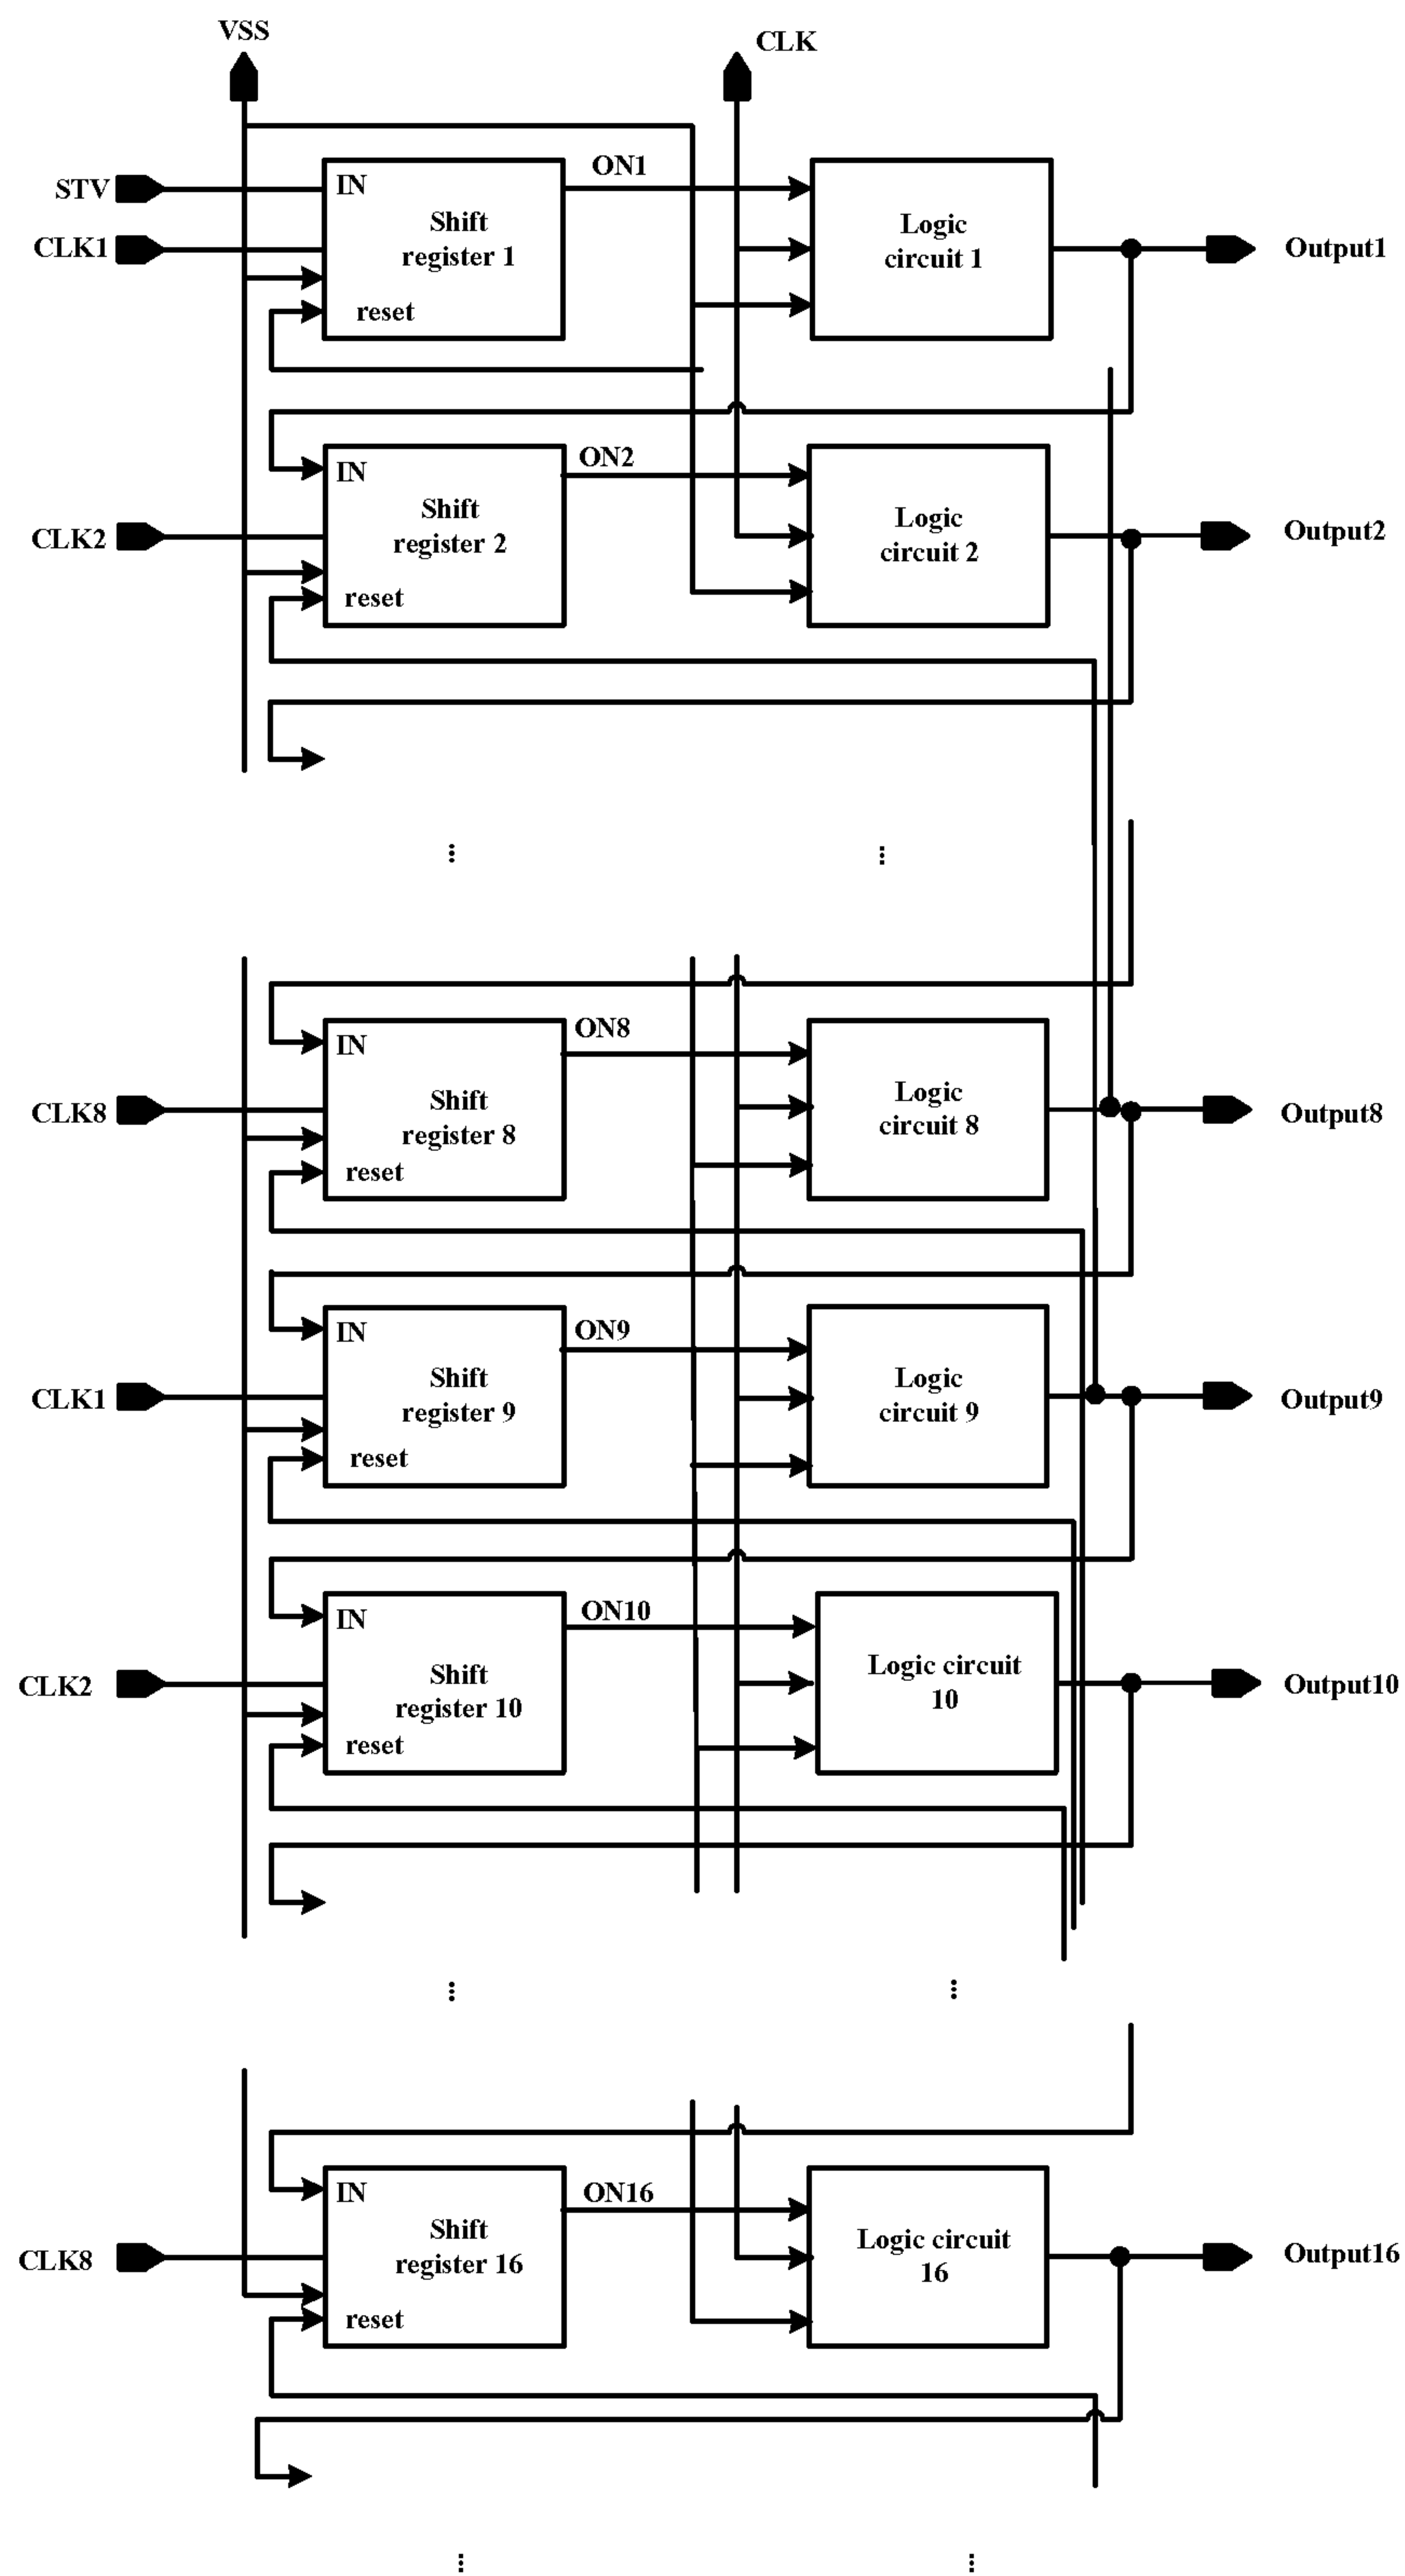 VSS
CLK
STV
IN
ON1
CLK1
Shift
register 1
Logic
circuit 1
Output1
reset
IN
ON2
CLK2
Shift
register 2
Logic
circuit 2
Output2
reset
...
...
IN
ON8
CLK8
Shift
register 8
Logic
circuit 8
Output8
reset
IN
ON9
CLK1
Shift
register 9
Logic
circuit 9
Output9
reset
IN
ON10
CLK2
Shift
register 10
Logic circuit
10
Output10
reset
...
...
IN
ON16
CLK8
Shift
register 16
Logic circuit
16
Output16
reset
...
...